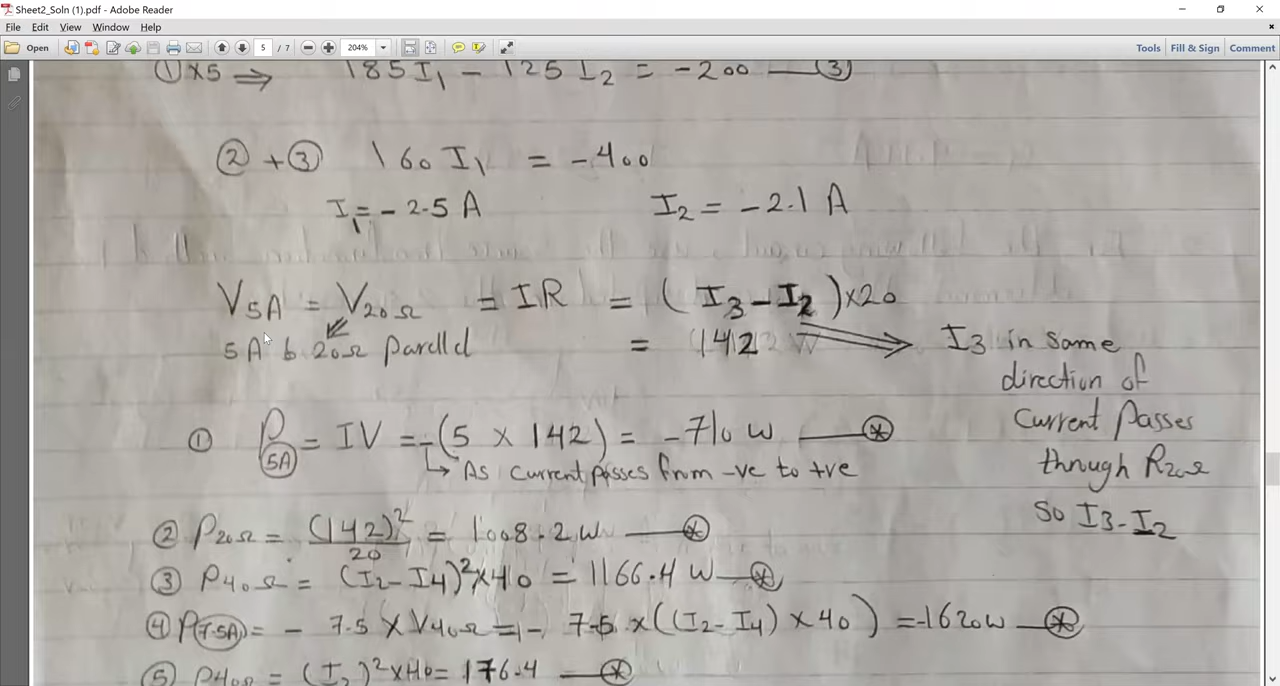 Sheet2_Soln (1).pdf - Adobe Reader
File Edit View Window Help
Open 5 / 7 204% Tools Fill & Sign Comment
① x5 ⇒ 185 I₁ - 125 I₂ = -200 — ③
② + ③ 160 I₁ = -400
I₁ = -2.5 A I₂ = -2.1 A
V5A = V20Ω = IR = (I3 - I2) x20
5A & 20Ω Parallel = 142 I3 in same
direction of
① P5A = IV = -(5 x 142) = -710 W — ⊛ Current Passes
↳ As current passes from -ve to +ve through R20Ω
② P20Ω = (142)²/20 = 1008.2 W — ⊛ So I3 - I2
③ P40Ω = (I2 - I4)² x 40 = 1166.4 W — ⊛
④ P(7.5A) = - 7.5 x V40Ω = - 7.5 x ((I2 - I4) x 40) = -1620 W — ⊛
⑤ P40Ω = (I2)² x40 = 176.4 — ⊛